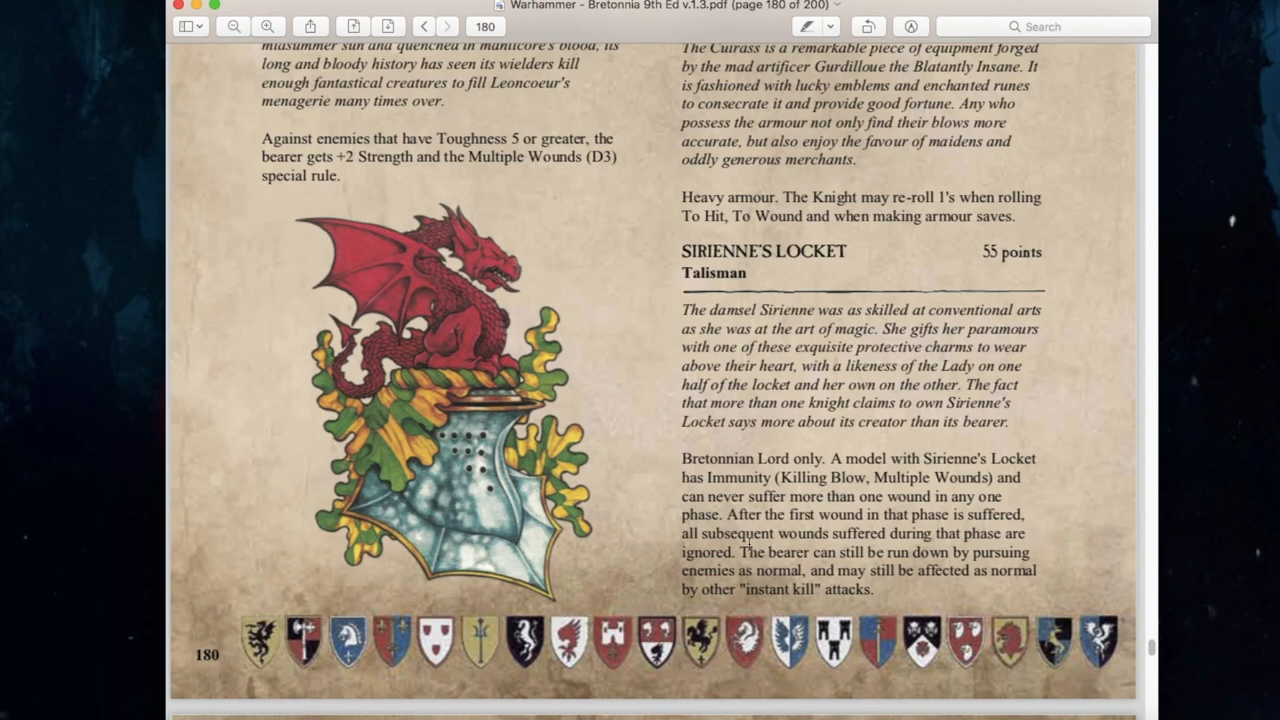 Warhammer - Bretonnia 9th Ed v.1.3.pdf (page 180 of 200)
180
Search
midsummer sun and quenched in manticore's blood, its
long and bloody history has seen its wielders kill
enough fantastical creatures to fill Leoncoeur's
menagerie many times over.
Against enemies that have Toughness 5 or greater, the
bearer gets +2 Strength and the Multiple Wounds (D3)
special rule.
The Cuirass is a remarkable piece of equipment forged
by the mad artificer Gurdilloue the Blatantly Insane. It
is fashioned with lucky emblems and enchanted runes
to consecrate it and provide good fortune. Any who
possess the armour not only find their blows more
accurate, but also enjoy the favour of maidens and
oddly generous merchants.
Heavy armour. The Knight may re-roll 1's when rolling
To Hit, To Wound and when making armour saves.
SIRIENNE'S LOCKET 55 points
Talisman
The damsel Sirienne was as skilled at conventional arts
as she was at the art of magic. She gifts her paramours
with one of these exquisite protective charms to wear
above their heart, with a likeness of the Lady on one
half of the locket and her own on the other. The fact
that more than one knight claims to own Sirienne's
Locket says more about its creator than its bearer.
Bretonnian Lord only. A model with Sirienne's Locket
has Immunity (Killing Blow, Multiple Wounds) and
can never suffer more than one wound in any one
phase. After the first wound in that phase is suffered,
all subsequent wounds suffered during that phase are
ignored. The bearer can still be run down by pursuing
enemies as normal, and may still be affected as normal
by other "instant kill" attacks.
180